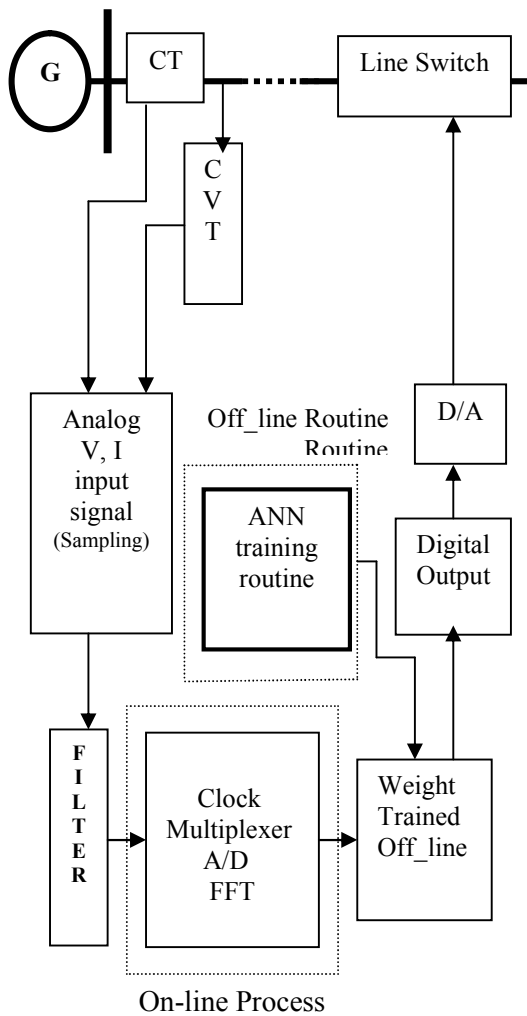 G
CT
Line Switch
C
V
T
Analog
V, I
input
signal
(Sampling)
Off_line Routine
Routine
D/A
ANN
training
routine
Digital
Output
F
I
L
T
E
R
Clock
Multiplexer
A/D
FFT
Weight
Trained
Off_line
On-line Process